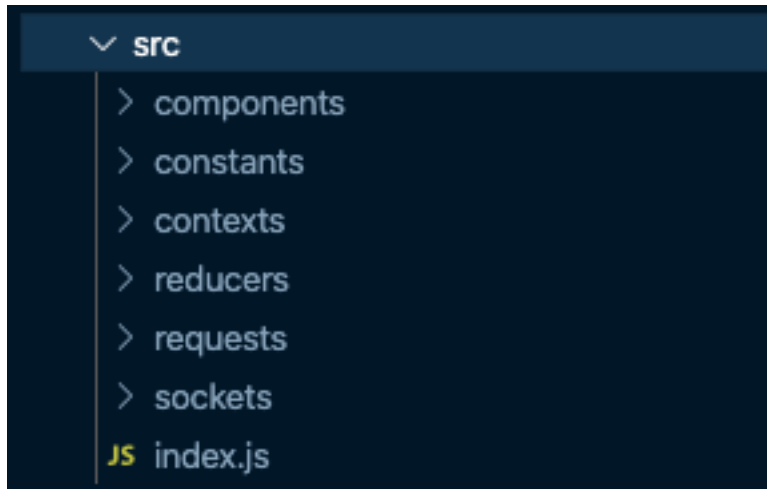 src
components
constants
contexts
reducers
requests
sockets
JS index.js